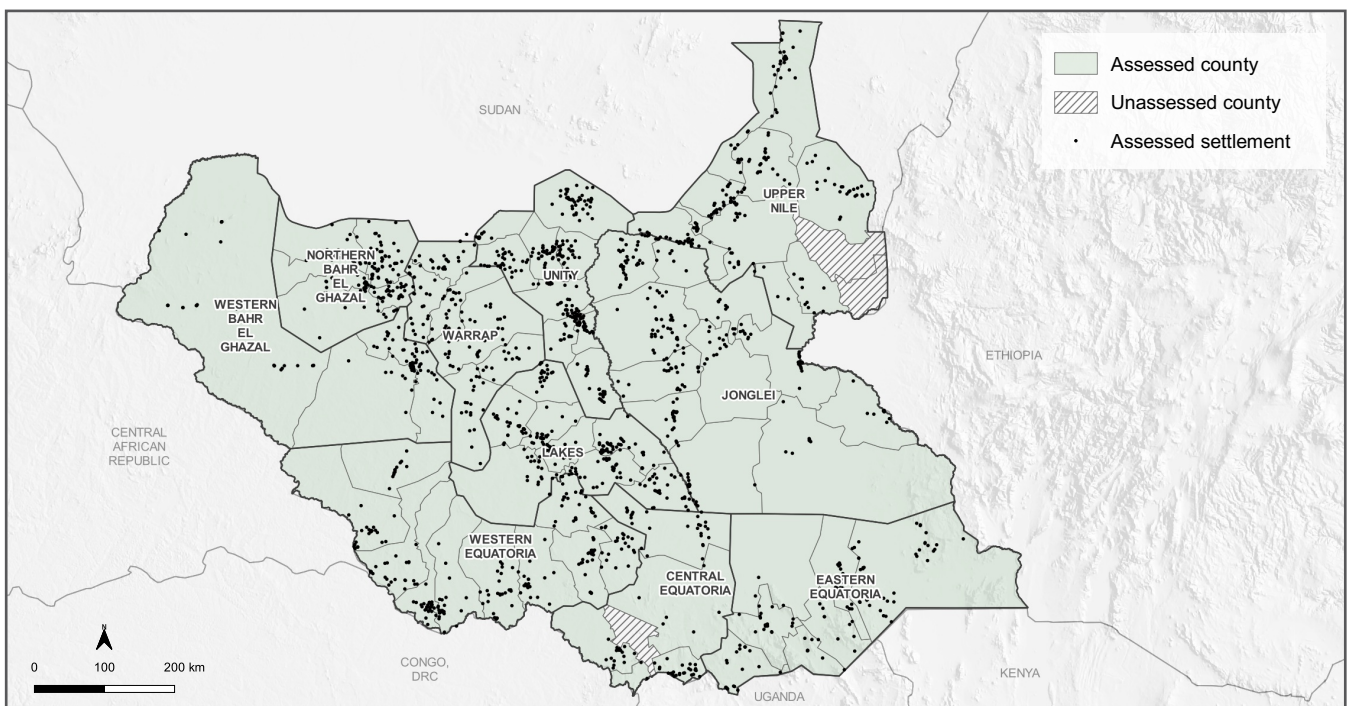 Assessed county
Unassessed county
Assessed settlement
SUDAN
UPPER
NILE
NORTHERN
BAHR
EL
GHAZAL
UNITY
WESTERN
BAHR
EL
GHAZAL
WARRAP
ETHIOPIA
JONGLEI
CENTRAL
AFRICAN
REPUBLIC
LAKES
WESTERN
EQUATORIA
CENTRAL
EQUATORIA
EASTERN
EQUATORIA
N
0 100 200 km
CONGO,
DRC
KENYA
UGANDA